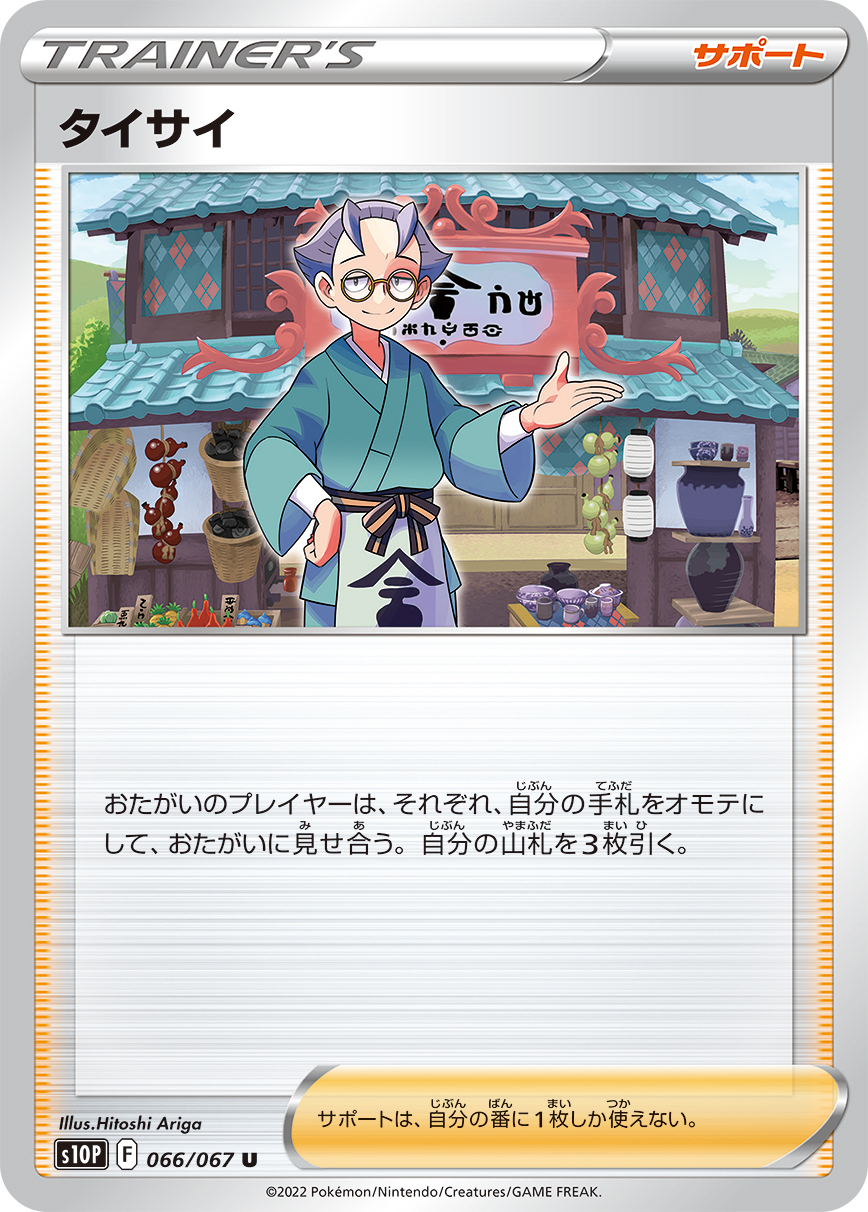 TRAINER'S サポート
タイサイ
おたがいのプレイヤーは、それぞれ、自分の手札をオモテに
して、おたがいに見せ合う。自分の山札を3枚引く。
サポートは、自分の番に1枚しか使えない。
Illus.Hitoshi Ariga
s10P F 066/067 U
©2022 Pokémon/Nintendo/Creatures/GAME FREAK.